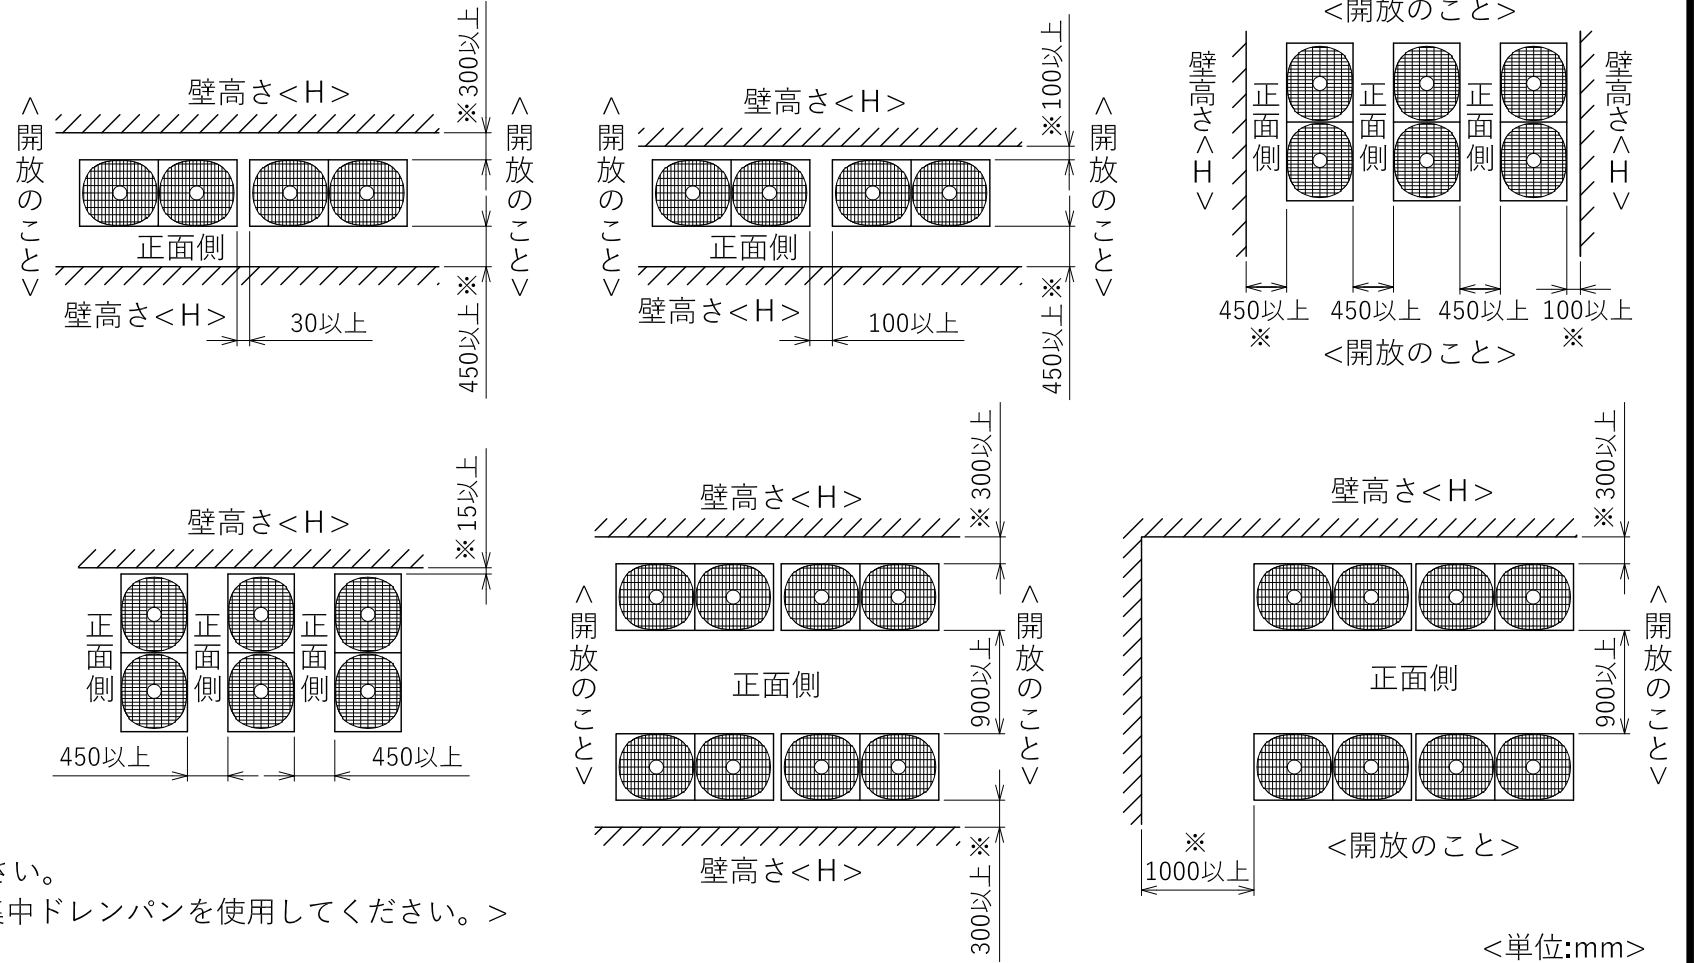 壁高さ<H>
※300以上
<開放のこと>
<開放のこと>
正面側
壁高さ<H>
30以上
450以上※
壁高さ<H>
※100以上
<開放のこと>
<開放のこと>
正面側
壁高さ<H>
100以上
450以上※
<開放のこと>
壁高さ<H>
正面側
正面側
正面側
壁高さ<H>
450以上
450以上
450以上
100以上
※
※
<開放のこと>
壁高さ<H>
※15以上
正面側
正面側
正面側
450以上
450以上
壁高さ<H>
※300以上
<開放のこと>
<開放のこと>
正面側
900以上
壁高さ<H>
300以上※
壁高さ<H>
※300以上
正面側
900以上
<開放のこと>
※
1000以上
<開放のこと>
さい。
中ドレンパンを使用してください。>
<単位:mm>